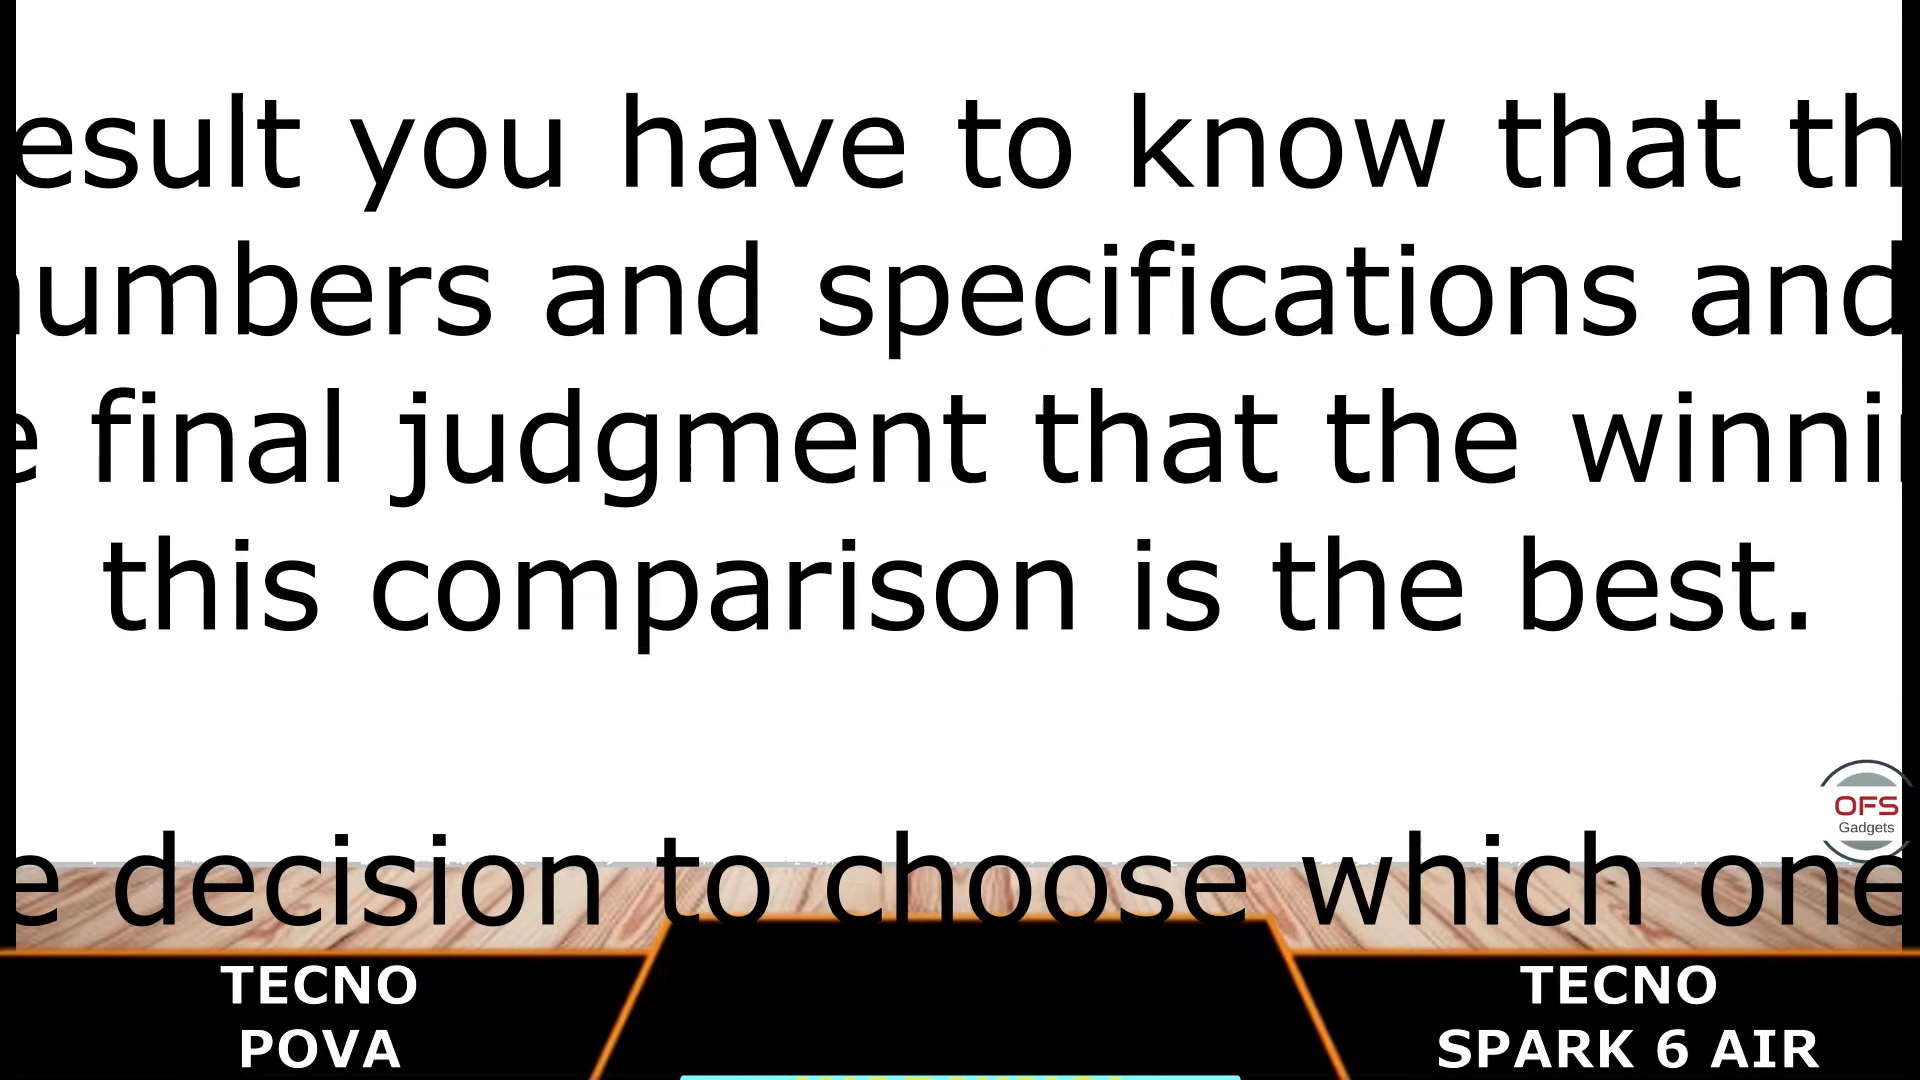 esult you have to know that th
umbers and specifications and
e final judgment that the winni
this comparison is the best.
OFS
Gadgets
e decision to choose which one
TECNO
POVA
TECNO
SPARK 6 AIR